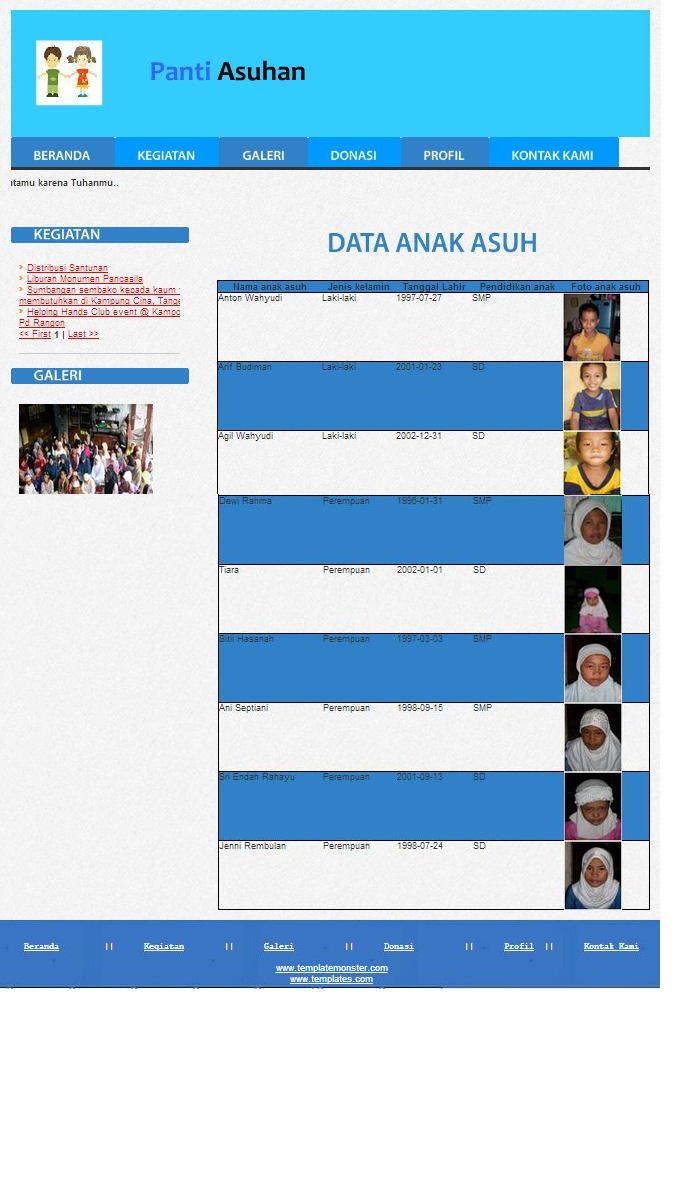 Panti Asuhan
BERANDA KEGIATAN GALERI DONASI PROFIL KONTAK KAMI
ntamu karena Tuhanmu..
KEGIATAN
Distribusi Santunan
Liburan Monumen Pancasila
Sumbangan sembako kepada kaum
membutuhkan di Kampung Cina, Tange
Helping Hands Club event @ Kampo
Pd Rangon
<< First 1 | Last >>
GALERI
DATA ANAK ASUH
Nama anak asuh Jenis kelamin Tanggal Lahir Pendidikan anak Foto anak asuh
Anton Wahyudi Laki-laki 1997-07-27 SMP
Arif Budiman Laki-laki 2001-01-23 SD
Agil Wahyudi Laki-laki 2002-12-31 SD
Dewi Rahma Perempuan 1996-01-31 SMP
Tiara Perempuan 2002-01-01 SD
Sitii Hasanah Perempuan 1997-03-03 SMP
Ani Septiani Perempuan 1998-09-15 SMP
Sri Endah Rahayu Perempuan 2001-09-13 SD
Jenni Rembulan Perempuan 1998-07-24 SD
Beranda || Kegiatan || Galeri || Donasi || Profil || Kontak Kami
www.templatemonster.com
www.templates.com